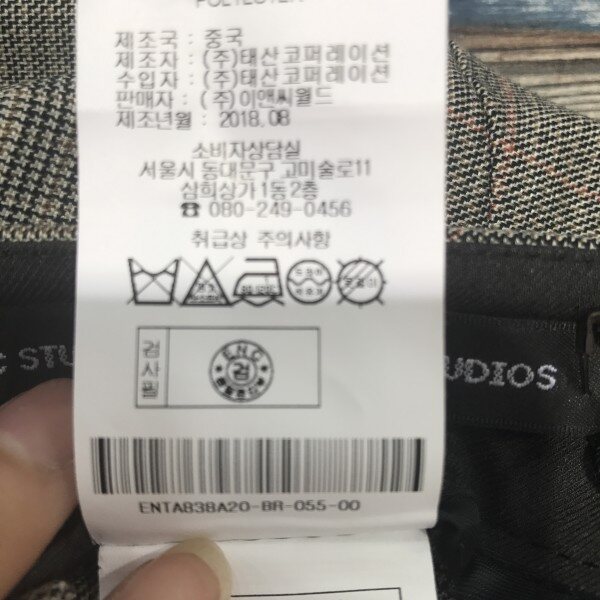 POLYESTER
제조국 : 중국
제조자 : (주)태산코퍼레이션
수입자 : (주)태산코퍼레이션
판매자 : (주)이앤씨월드
제조년월 : 2018.08
소비자상담실
서울시 동대문구 고미술로11
삼희상가 1동 2층
☎ 080-249-0456
취급상 주의사항
검사필
E.N.C
검
STU
UDIOS
ENTA838A20-BR-055-00